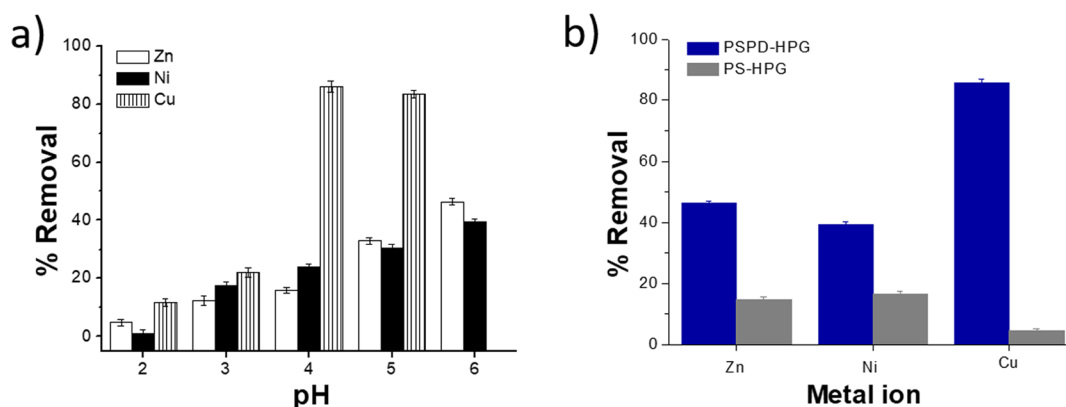 a)
% Removal
100
80
60
40
20
0
Zn
Ni
Cu
2 3 4 5 6
pH
b)
% Removal
100
80
60
40
20
0
PSPD-HPG
PS-HPG
Zn Ni Cu
Metal ion